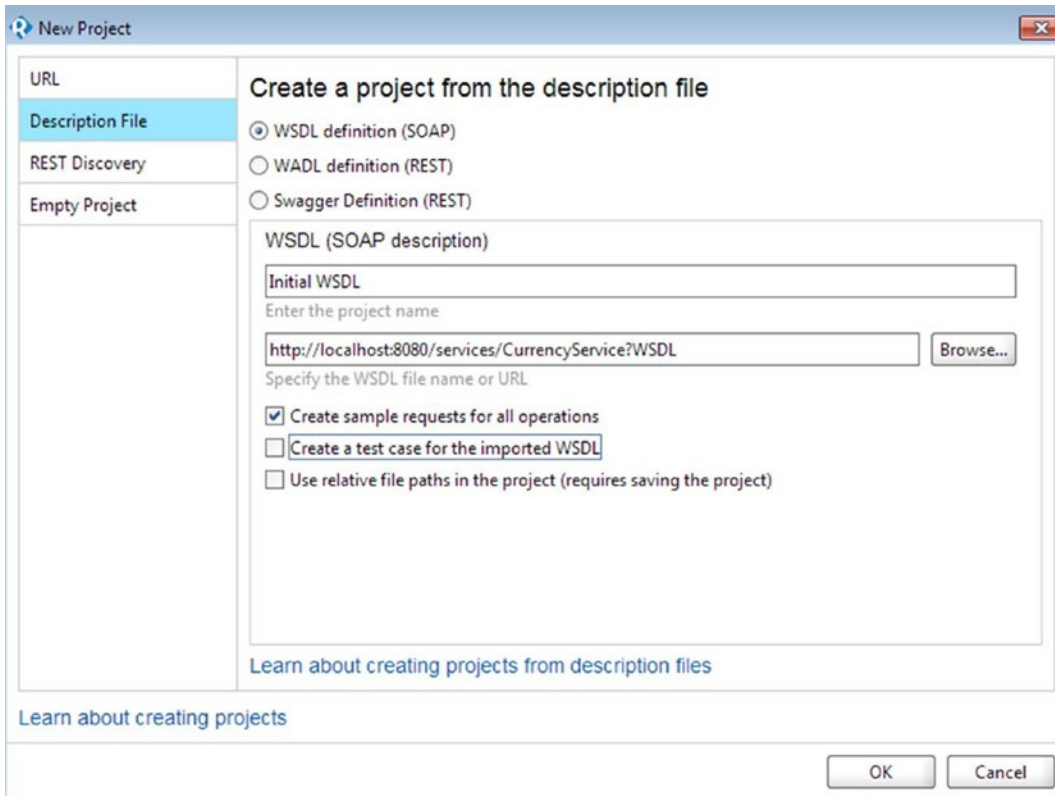 New Project
URL
Description File
REST Discovery
Empty Project
Create a project from the description file
WSDL definition (SOAP)
WADL definition (REST)
Swagger Definition (REST)
WSDL (SOAP description)
Initial WSDL
Enter the project name
http://localhost:8080/services/CurrencyService?WSDL
Browse...
Specify the WSDL file name or URL
Create sample requests for all operations
Create a test case for the imported WSDL
Use relative file paths in the project (requires saving the project)
Learn about creating projects from description files
Learn about creating projects
OK
Cancel